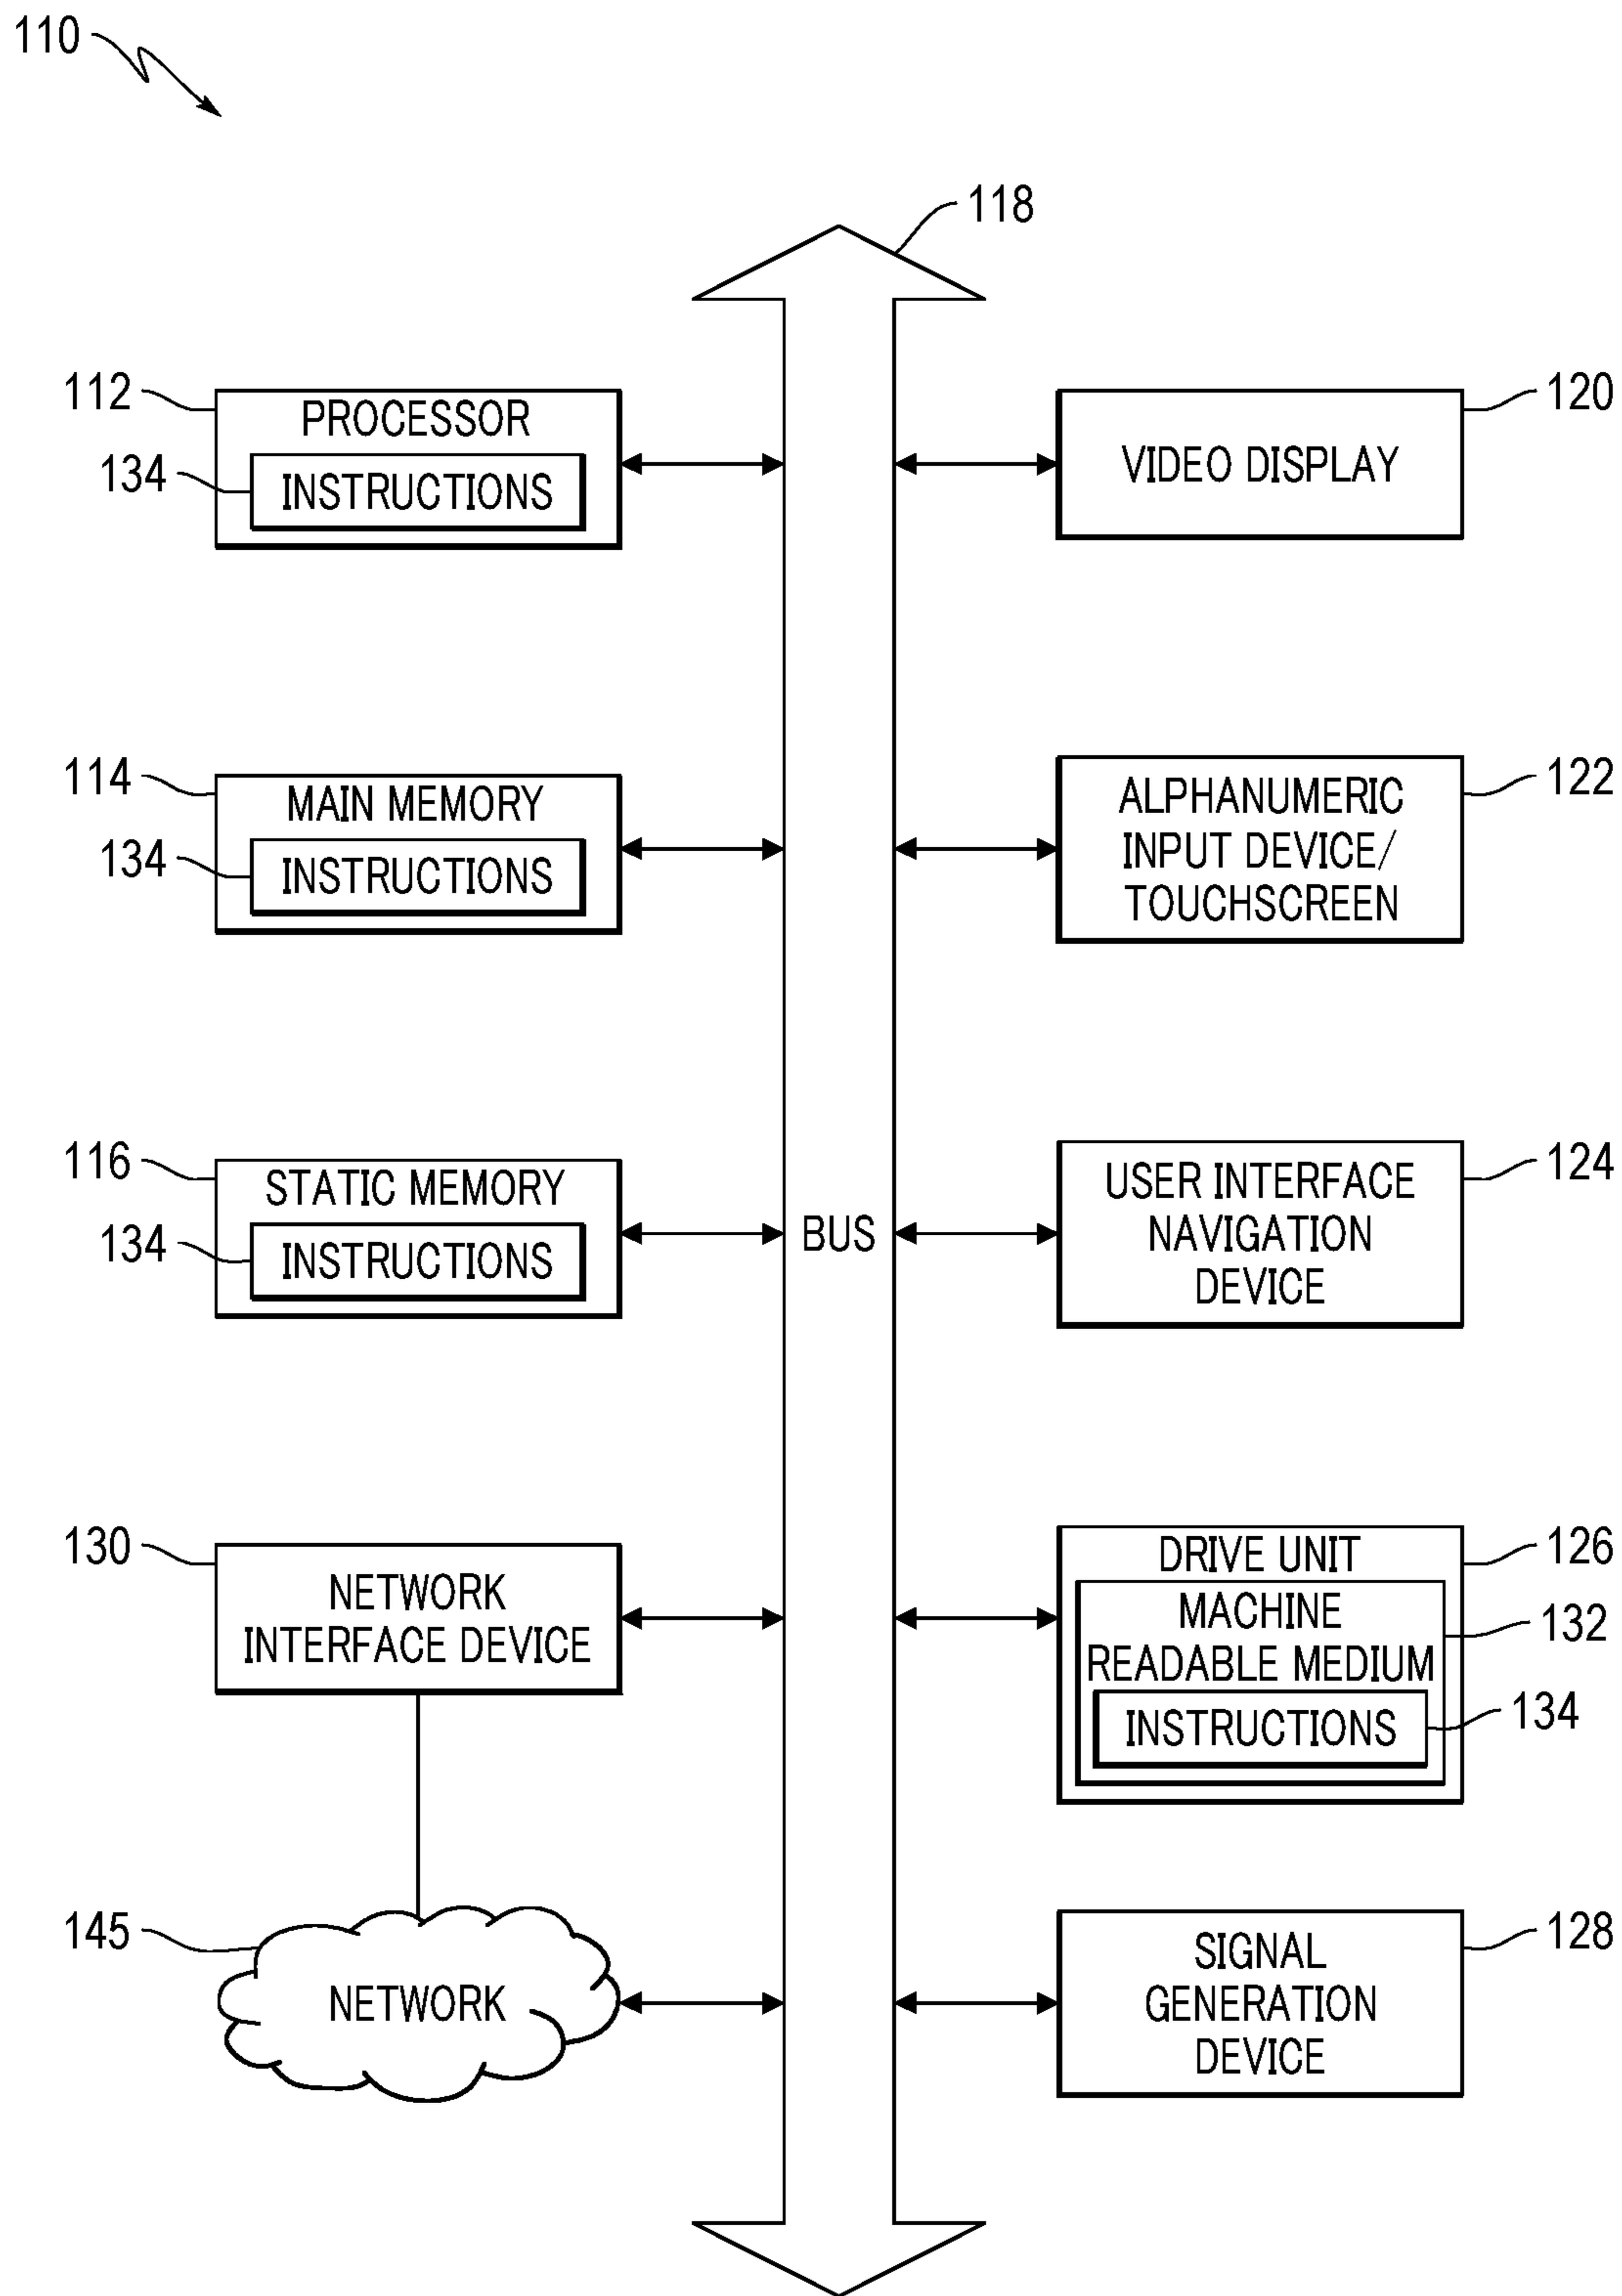 110
118
112
PROCESSOR
134
INSTRUCTIONS
120
VIDEO DISPLAY
114
MAIN MEMORY
134
INSTRUCTIONS
122
ALPHANUMERIC
INPUT DEVICE/
TOUCHSCREEN
116
STATIC MEMORY
134
INSTRUCTIONS
BUS
124
USER INTERFACE
NAVIGATION
DEVICE
130
NETWORK
INTERFACE DEVICE
126
DRIVE UNIT
132
MACHINE
READABLE MEDIUM
134
INSTRUCTIONS
145
NETWORK
128
SIGNAL
GENERATION
DEVICE